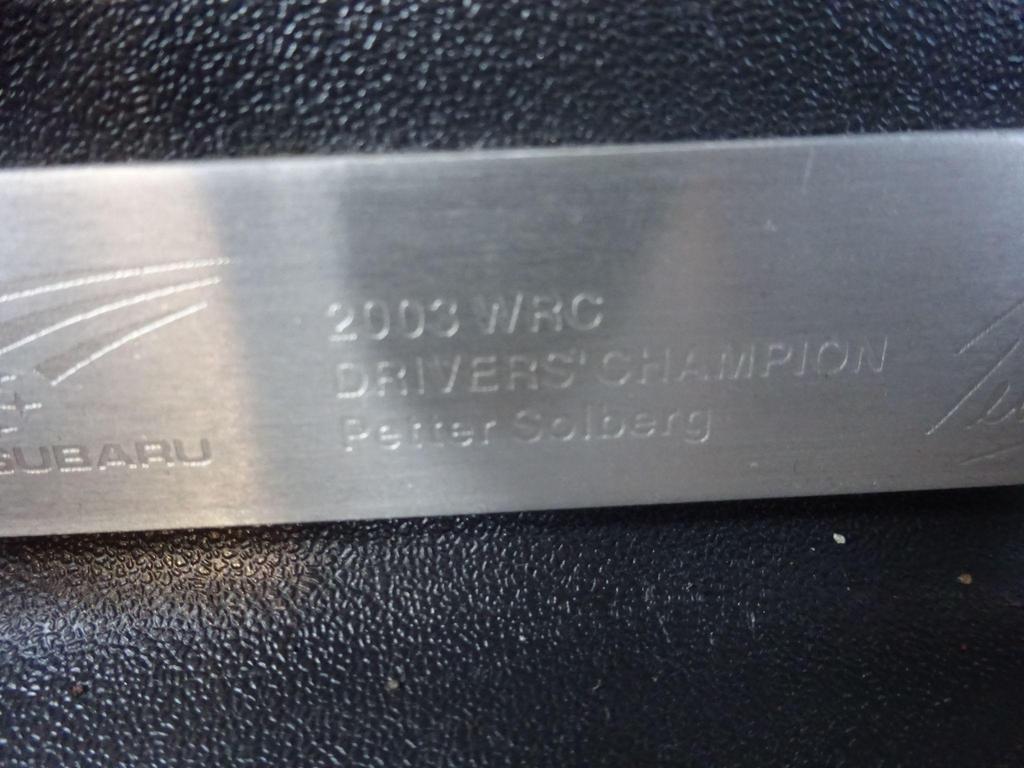 SUBARU
2003 WRC
DRIVERS' CHAMPION
Petter Solberg